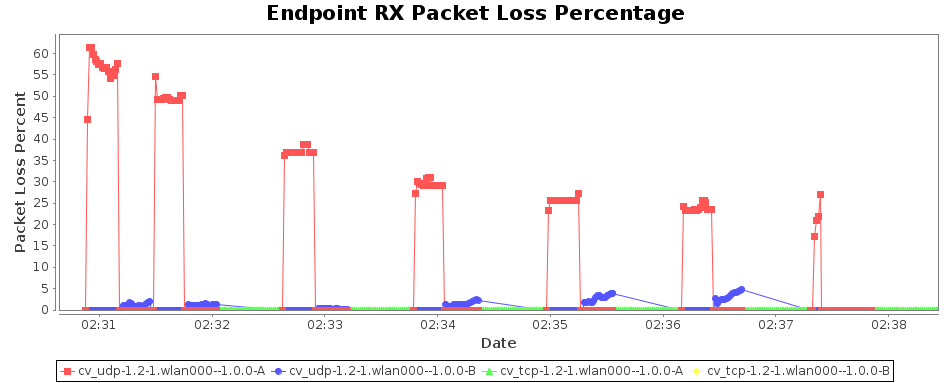 Endpoint RX Packet Loss Percentage
Packet Loss Percent
60
55
50
45
40
35
30
25
20
15
10
5
0
02:31 02:32 02:33 02:34 02:35 02:36 02:37 02:38
Date
cv_udp-1.2-1.wlan000--1.0.0-A cv_udp-1.2-1.wlan000--1.0.0-B cv_tcp-1.2-1.wlan000--1.0.0-A cv_tcp-1.2-1.wlan000--1.0.0-B